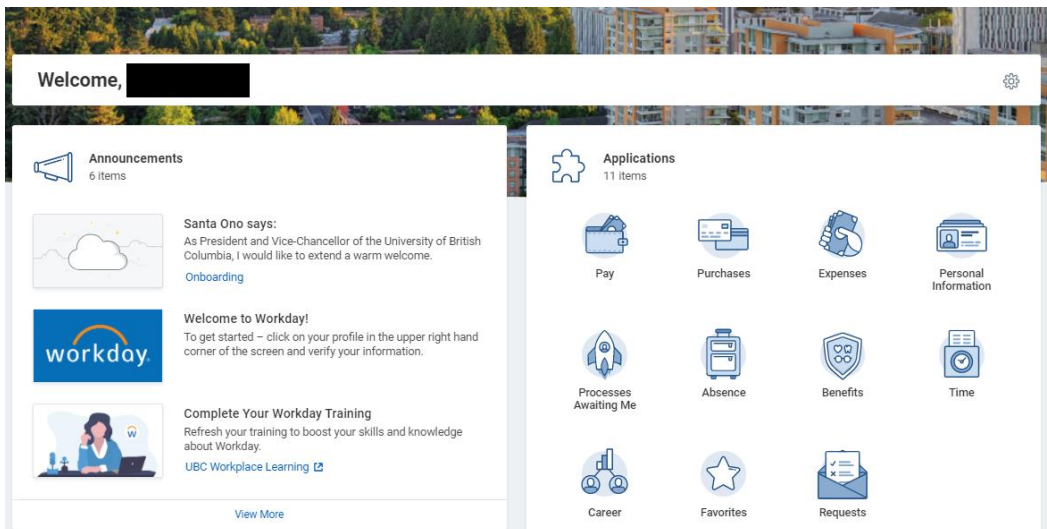 Welcome,
Announcements
6 items
Santa Ono says:
As President and Vice-Chancellor of the University of British
Columbia, I would like to extend a warm welcome.
Onboarding
workday.
Welcome to Workday!
To get started – click on your profile in the upper right hand
corner of the screen and verify your information.
w
Complete Your Workday Training
Refresh your training to boost your skills and knowledge
about Workday.
UBC Workplace Learning
View More
Applications
11 items
Pay
Purchases
Expenses
Personal
Information
Processes
Awaiting Me
Absence
Benefits
Time
Career
Favorites
Requests